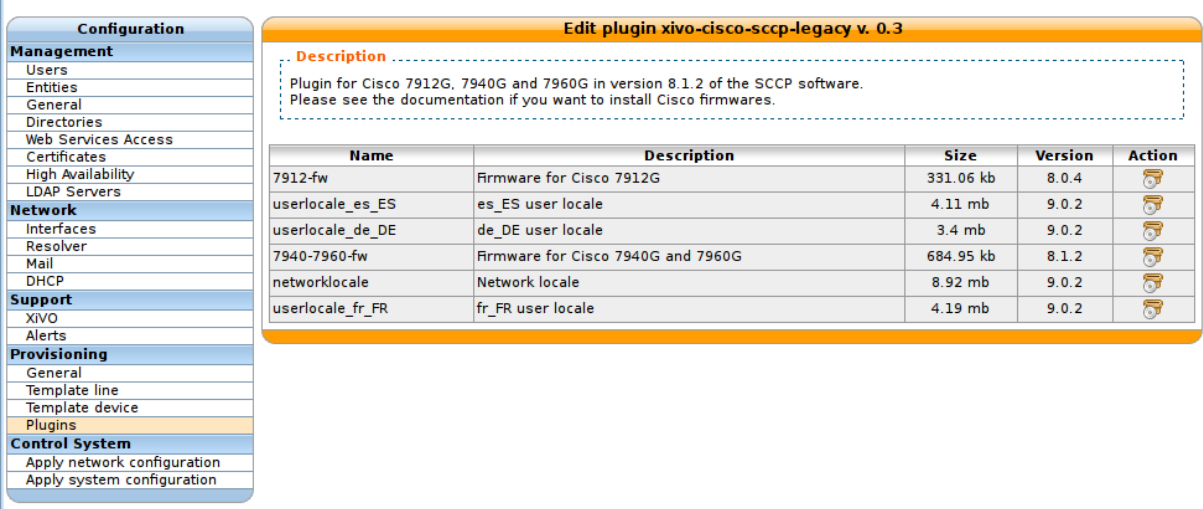 Configuration
Management
Users
Entities
General
Directories
Web Services Access
Certificates
High Availability
LDAP Servers
Network
Interfaces
Resolver
Mail
DHCP
Support
XiVO
Alerts
Provisioning
General
Template line
Template device
Plugins
Control System
Apply network configuration
Apply system configuration
Edit plugin xivo-cisco-sccp-legacy v. 0.3
Description
Plugin for Cisco 7912G, 7940G and 7960G in version 8.1.2 of the SCCP software.
Please see the documentation if you want to install Cisco firmwares.
Name Description Size Version Action
7912-fw Firmware for Cisco 7912G 331.06 kb 8.0.4
userlocale_es_ES es_ES user locale 4.11 mb 9.0.2
userlocale_de_DE de_DE user locale 3.4 mb 9.0.2
7940-7960-fw Firmware for Cisco 7940G and 7960G 684.95 kb 8.1.2
networklocale Network locale 8.92 mb 9.0.2
userlocale_fr_FR fr_FR user locale 4.19 mb 9.0.2